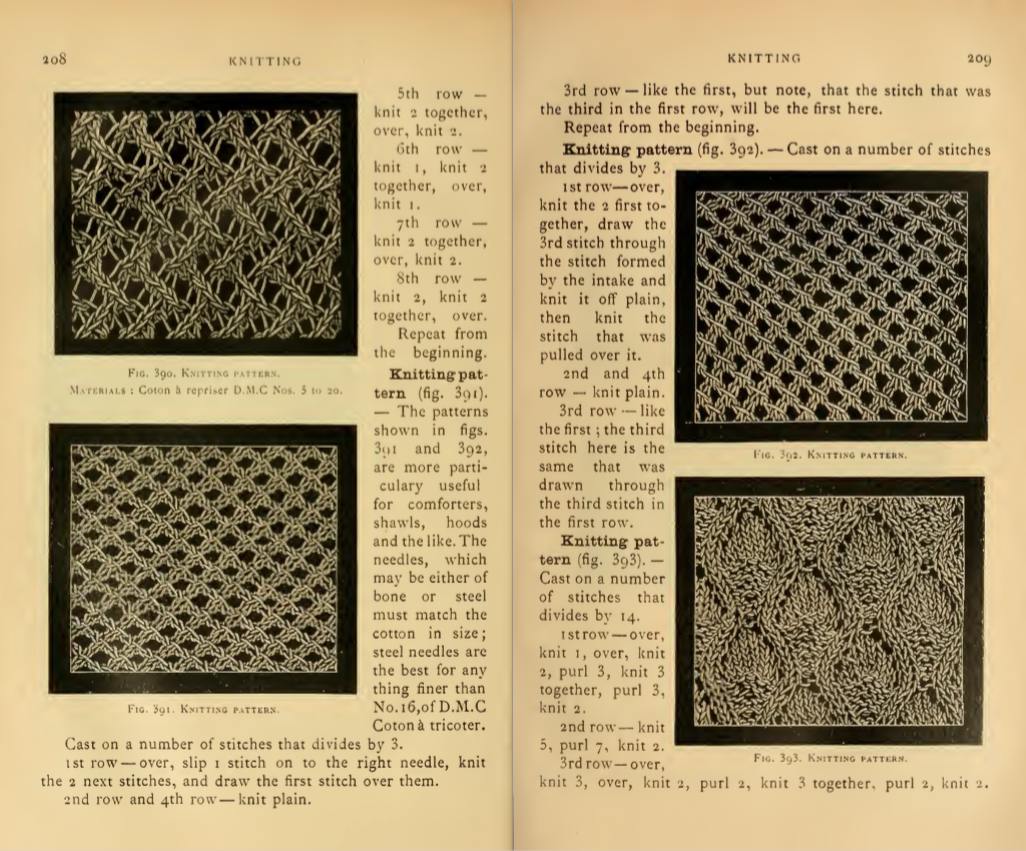 208
KNITTING
5th row —
knit 2 together,
over, knit 2.
6th row —
knit 1, knit 2
together, over,
knit 1.
7th row —
knit 2 together,
over, knit 2.
8th row —
knit 2, knit 2
together, over.
Repeat from
the beginning.
FIG. 390. KNITTING PATTERN.
MATERIALS : Coton à repriser D.M.C Nos. 5 to 20.
Knitting pat-
tern (fig. 391).
— The patterns
shown in figs.
391 and 392,
are more parti-
culary useful
for comforters,
shawls, hoods
and the like. The
needles, which
may be either of
bone or steel
must match the
cotton in size;
steel needles are
the best for any
thing finer than
No. 16, of D.M.C
Coton à tricoter.
FIG. 391. KNITTING PATTERN.
Cast on a number of stitches that divides by 3.
1st row — over, slip 1 stitch on to the right needle, knit
the 2 next stitches, and draw the first stitch over them.
2nd row and 4th row — knit plain.
KNITTING
209
3rd row — like the first, but note, that the stitch that was
the third in the first row, will be the first here.
Repeat from the beginning.
Knitting pattern (fig. 392). — Cast on a number of stitches
that divides by 3.
1st row — over,
knit the 2 first to-
gether, draw the
3rd stitch through
the stitch formed
by the intake and
knit it off plain,
then knit the
stitch that was
pulled over it.
2nd and 4th
row — knit plain.
3rd row — like
the first; the third
stitch here is the
same that was
drawn through
the third stitch in
the first row.
FIG. 392. KNITTING PATTERN.
Knitting pat-
tern (fig. 393). —
Cast on a number
of stitches that
divides by 14.
1st row — over,
knit 1, over, knit
2, purl 3, knit 3
together, purl 3,
knit 2.
2nd row — knit
5, purl 7, knit 2.
3rd row — over,
FIG. 393. KNITTING PATTERN.
knit 3, over, knit 2, purl 2, knit 3 together, purl 2, knit 2.